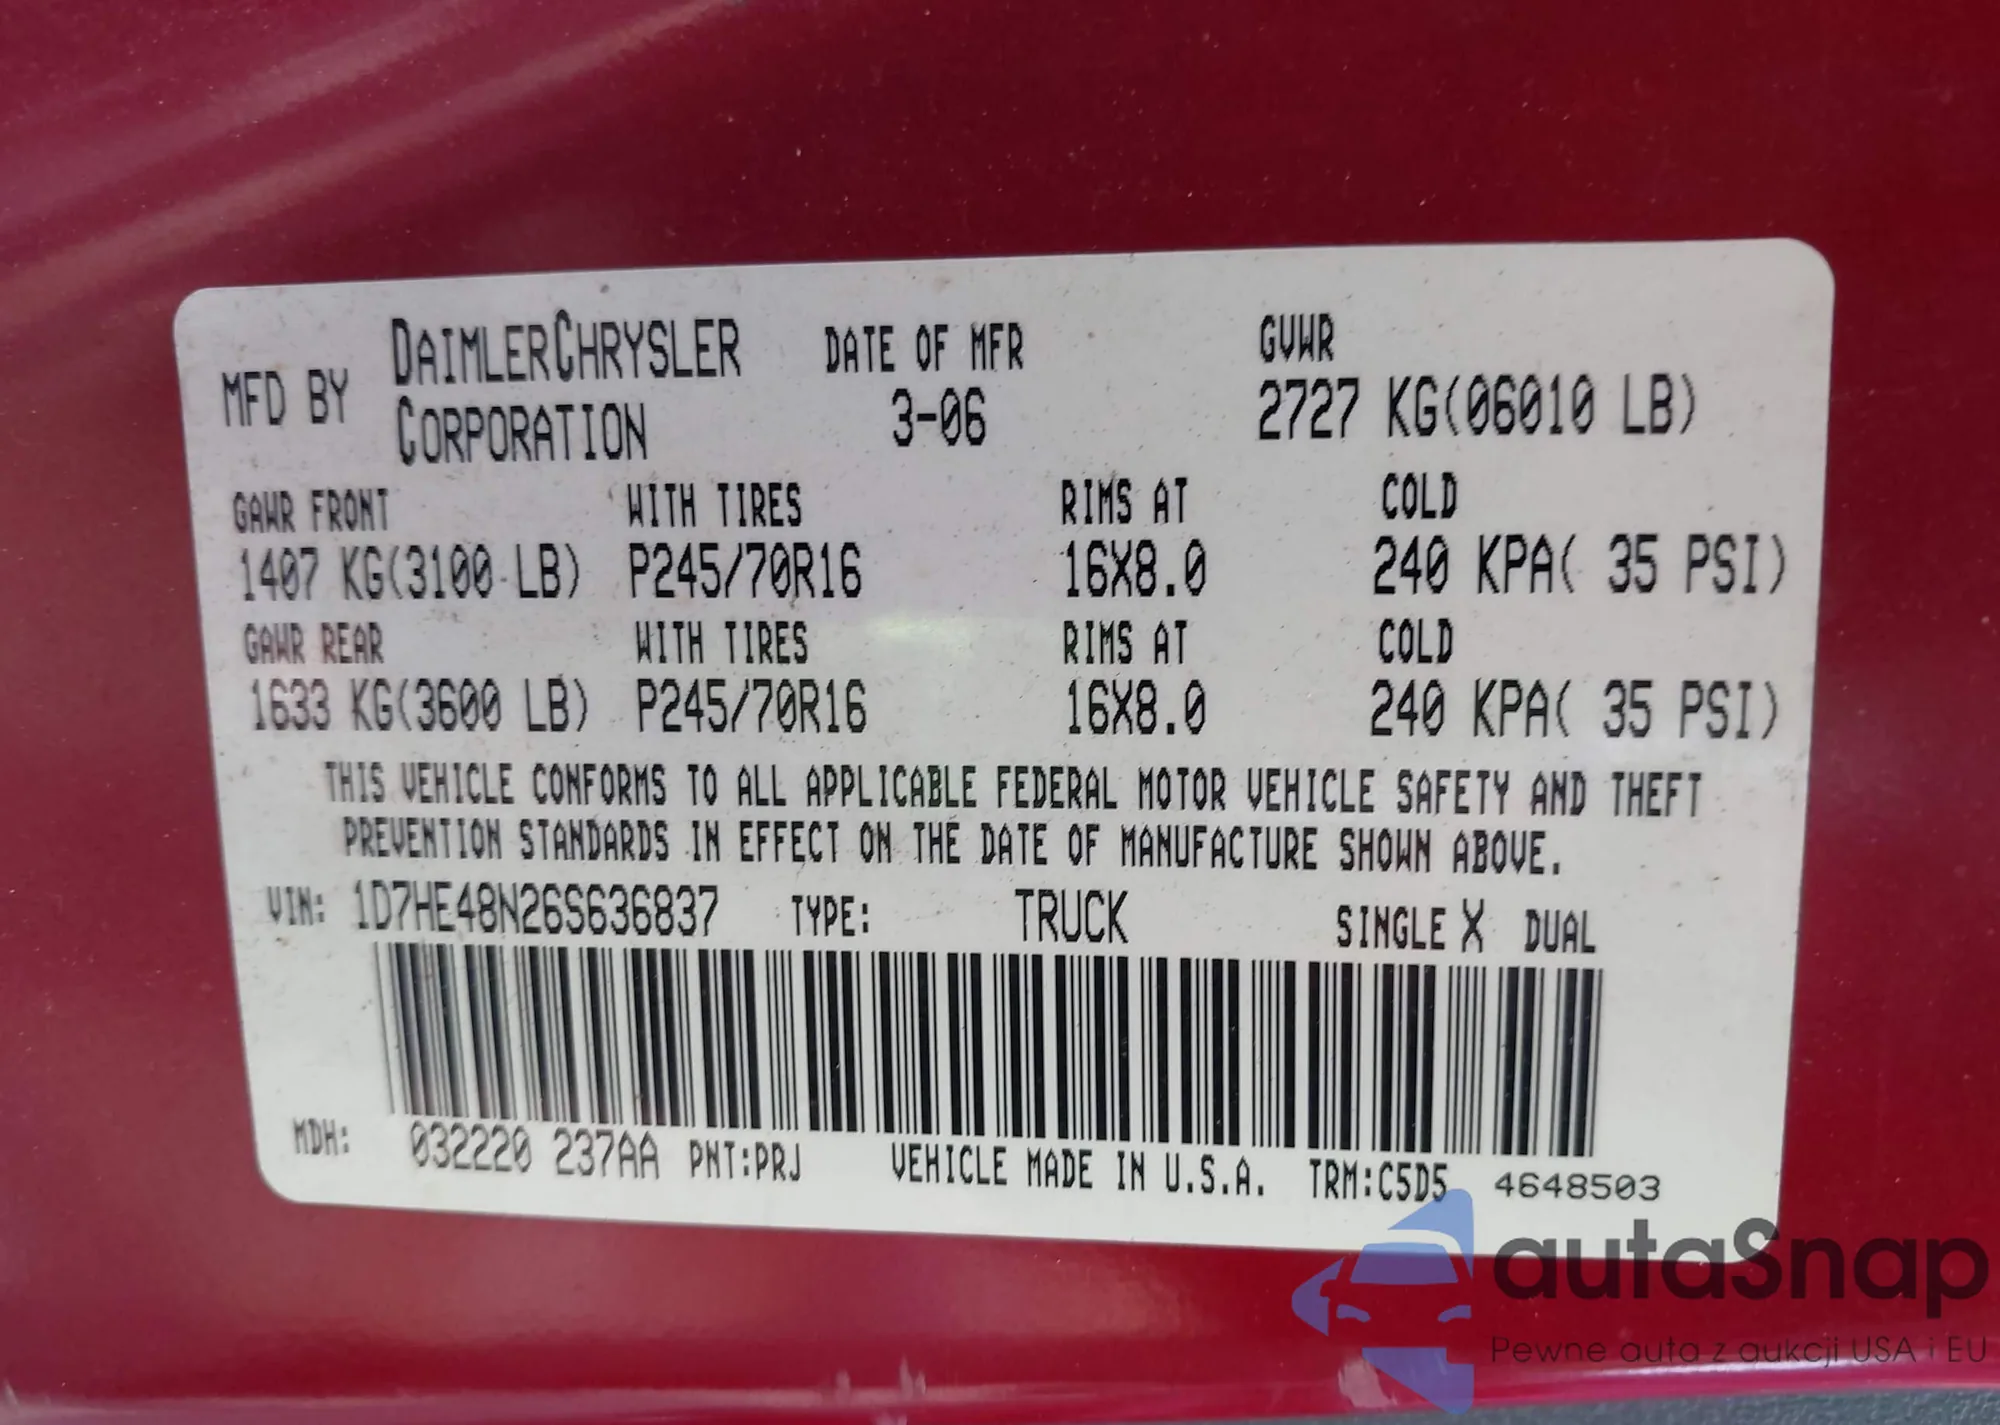 MFD BY DAIMLERCHRYSLER CORPORATION DATE OF MFR 3-06 GVWR 2727 KG(06010 LB)
GAWR FRONT WITH TIRES RIMS AT COLD
1407 KG(3100 LB) P245/70R16 16X8.0 240 KPA( 35 PSI)
GAWR REAR WITH TIRES RIMS AT COLD
1633 KG(3600 LB) P245/70R16 16X8.0 240 KPA( 35 PSI)
THIS VEHICLE CONFORMS TO ALL APPLICABLE FEDERAL MOTOR VEHICLE SAFETY AND THEFT
PREVENTION STANDARDS IN EFFECT ON THE DATE OF MANUFACTURE SHOWN ABOVE.
VIN: 1D7HE48N26S636837 TYPE: TRUCK SINGLE X DUAL
MDH: 032220 237AA PNT:PRJ VEHICLE MADE IN U.S.A. TRM:C5D5 4648503
autaSnap
Pewne auta z aukcji USA i EU